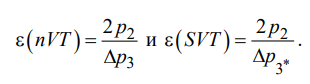 ε(nVT) = 2p₂/Δp₃ и ε(SVT) = 2p₂/Δp₃* .